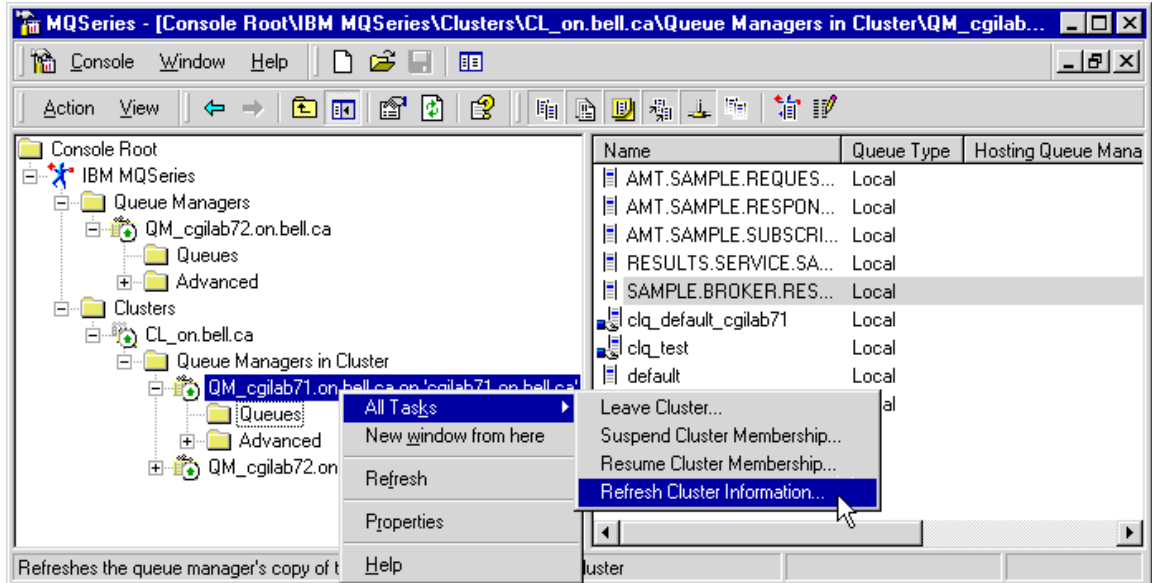 MQSeries - [Console Root\IBM MQSeries\Clusters\CL_on.bell.ca\Queue Managers in Cluster\QM_cgilab...
Console Window Help
Action View
Console Root
IBM MQSeries
Queue Managers
QM_cgilab72.on.bell.ca
Queues
Advanced
Clusters
CL_on.bell.ca
Queue Managers in Cluster
QM_cgilab71.on.bell.ca on 'cgilab71.on.bell.ca'
Queues
Advanced
QM_cgilab72.on
Name Queue Type Hosting Queue Mana
AMT.SAMPLE.REQUES... Local
AMT.SAMPLE.RESPON... Local
AMT.SAMPLE.SUBSCRI... Local
RESULTS.SERVICE.SA... Local
SAMPLE.BROKER.RES... Local
clq_default_cgilab71 Local
clq_test Local
default Local
al
All Tasks
New window from here
Refresh
Properties
Help
Leave Cluster...
Suspend Cluster Membership...
Resume Cluster Membership...
Refresh Cluster Information...
Refreshes the queue manager's copy of t
luster